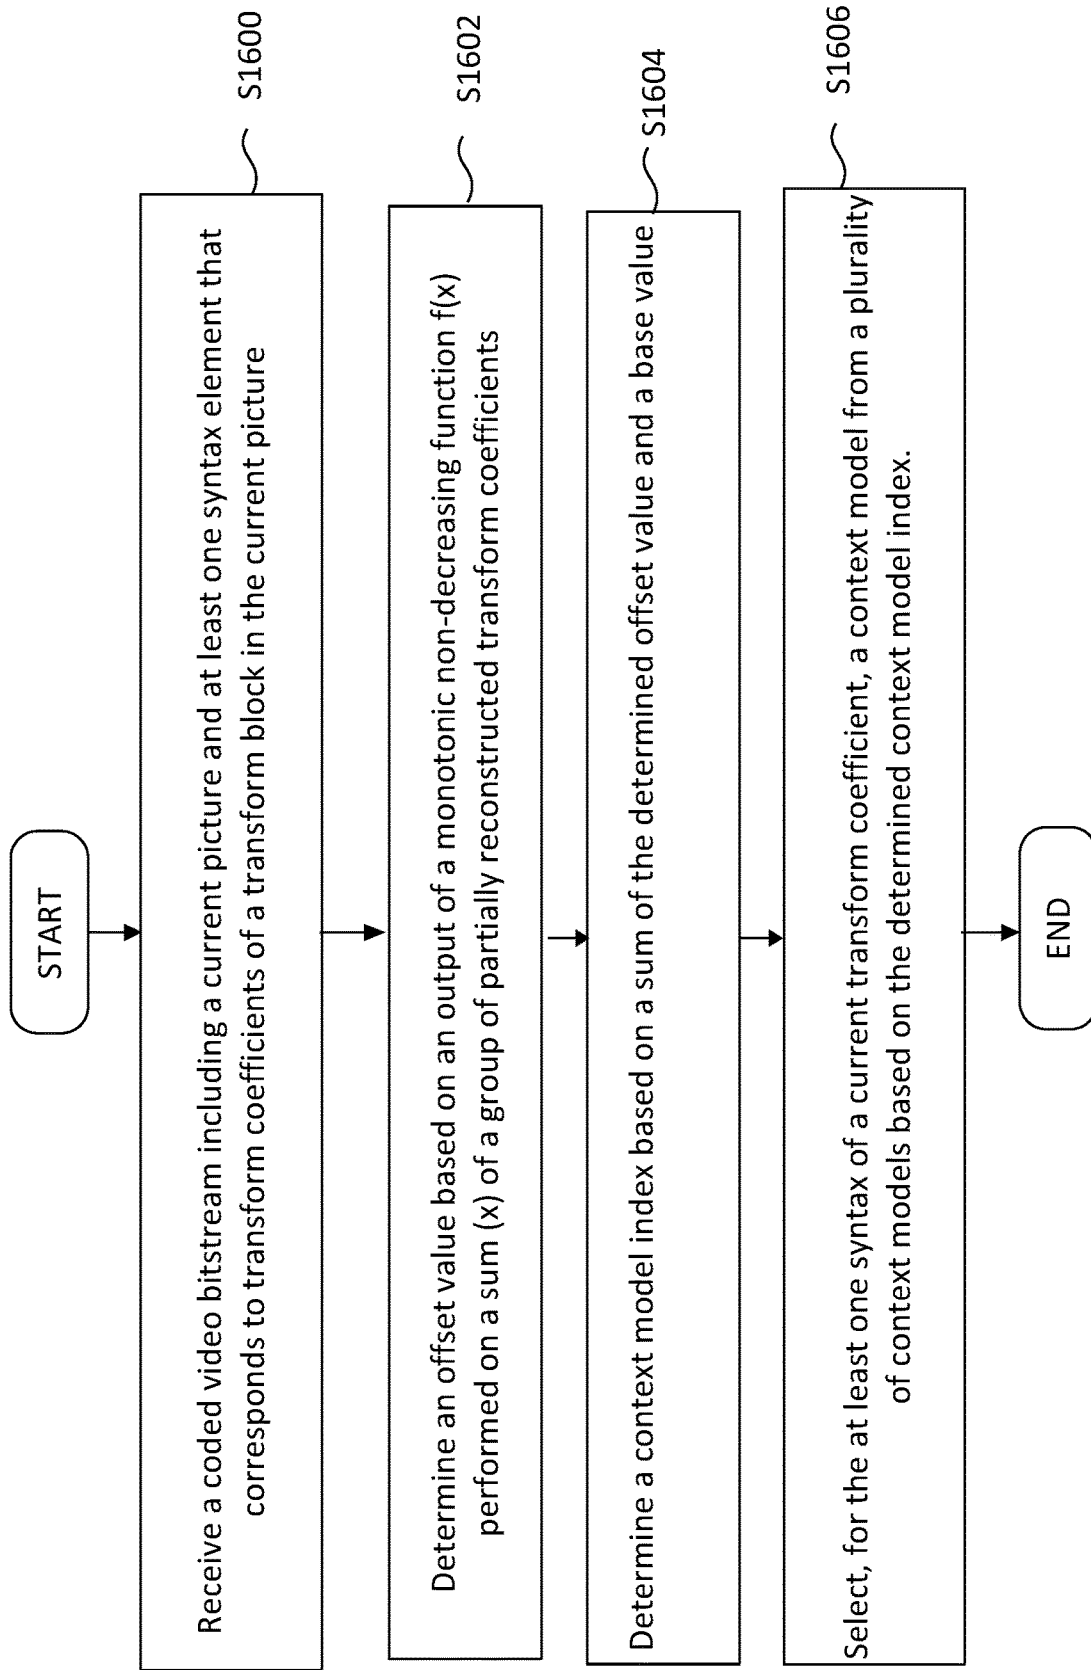 START
Receive a coded video bitstream including a current picture and at least one syntax element that
corresponds to transform coefficients of a transform block in the current picture
S1600
Determine an offset value based on an output of a monotonic non-decreasing function f(x)
performed on a sum (x) of a group of partially reconstructed transform coefficients
S1602
Determine a context model index based on a sum of the determined offset value and a base value
S1604
Select, for the at least one syntax of a current transform coefficient, a context model from a plurality
of context models based on the determined context model index.
S1606
END